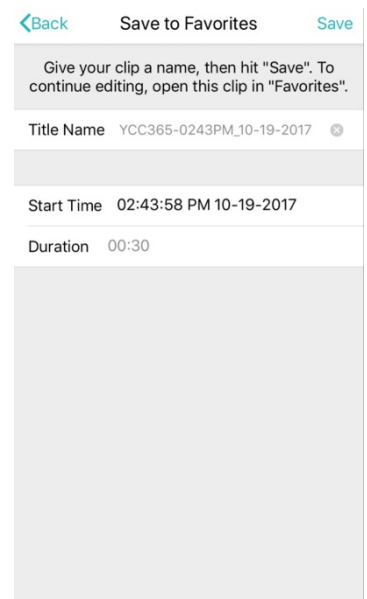 Back Save to Favorites Save
Give your clip a name, then hit "Save". To
continue editing, open this clip in "Favorites".
Title Name YCC365-0243PM_10-19-2017
Start Time 02:43:58 PM 10-19-2017
Duration 00:30